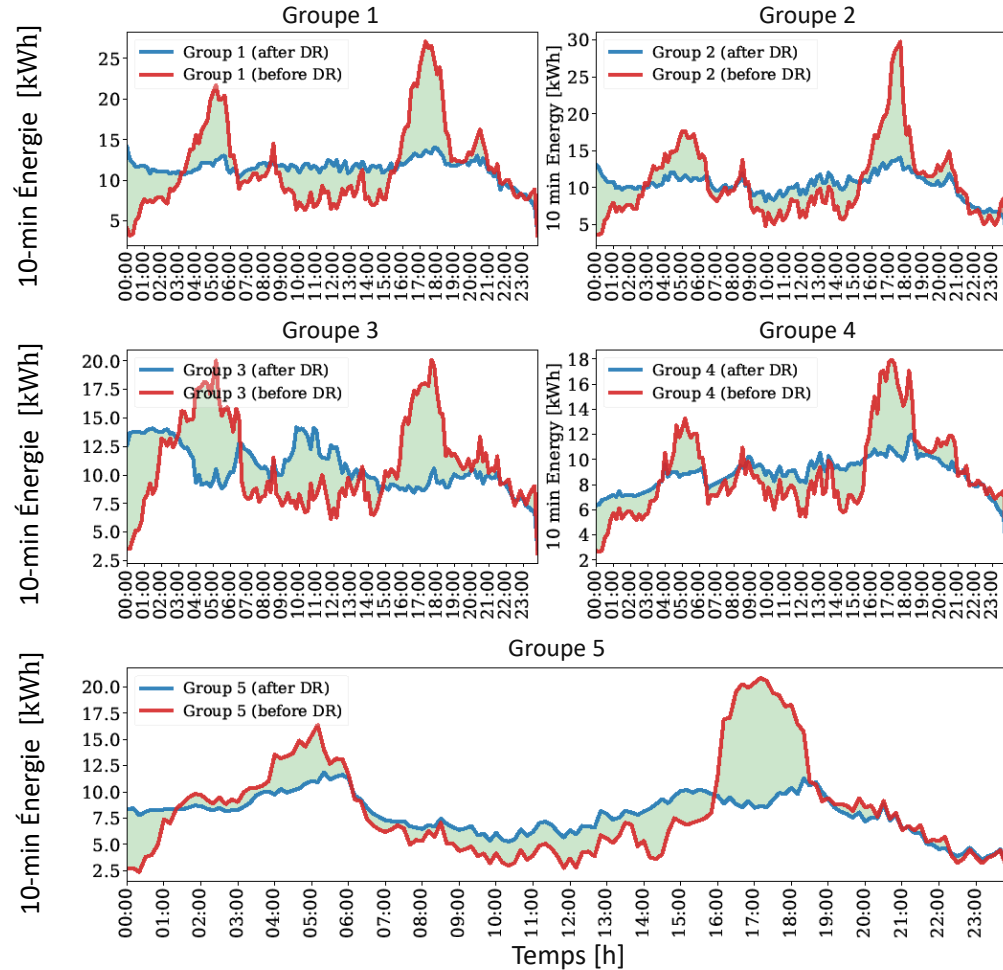 Groupe 1
Groupe 2
10-min Énergie [kWh]
25
20
15
10
5
Group 1 (after DR)
Group 1 (before DR)
00:00 01:00 02:00 03:00 04:00 05:00 06:00 07:00 08:00 09:00 10:00 11:00 12:00 13:00 14:00 15:00 16:00 17:00 18:00 19:00 20:00 21:00 22:00 23:00
10 min Energy [kWh]
30
25
20
15
10
5
Group 2 (after DR)
Group 2 (before DR)
00:00 01:00 02:00 03:00 04:00 05:00 06:00 07:00 08:00 09:00 10:00 11:00 12:00 13:00 14:00 15:00 16:00 17:00 18:00 19:00 20:00 21:00 22:00 23:00
Groupe 3
Groupe 4
10-min Énergie [kWh]
20.0
17.5
15.0
12.5
10.0
7.5
5.0
2.5
Group 3 (after DR)
Group 3 (before DR)
00:00 01:00 02:00 03:00 04:00 05:00 06:00 07:00 08:00 09:00 10:00 11:00 12:00 13:00 14:00 15:00 16:00 17:00 18:00 19:00 20:00 21:00 22:00 23:00
10 min Energy [kWh]
18
16
14
12
10
8
6
4
2
Group 4 (after DR)
Group 4 (before DR)
00:00 01:00 02:00 03:00 04:00 05:00 06:00 07:00 08:00 09:00 10:00 11:00 12:00 13:00 14:00 15:00 16:00 17:00 18:00 19:00 20:00 21:00 22:00 23:00
Groupe 5
10-min Énergie [kWh]
20.0
17.5
15.0
12.5
10.0
7.5
5.0
2.5
Group 5 (after DR)
Group 5 (before DR)
00:00 01:00 02:00 03:00 04:00 05:00 06:00 07:00 08:00 09:00 10:00 11:00 12:00 13:00 14:00 15:00 16:00 17:00 18:00 19:00 20:00 21:00 22:00 23:00
Temps [h]